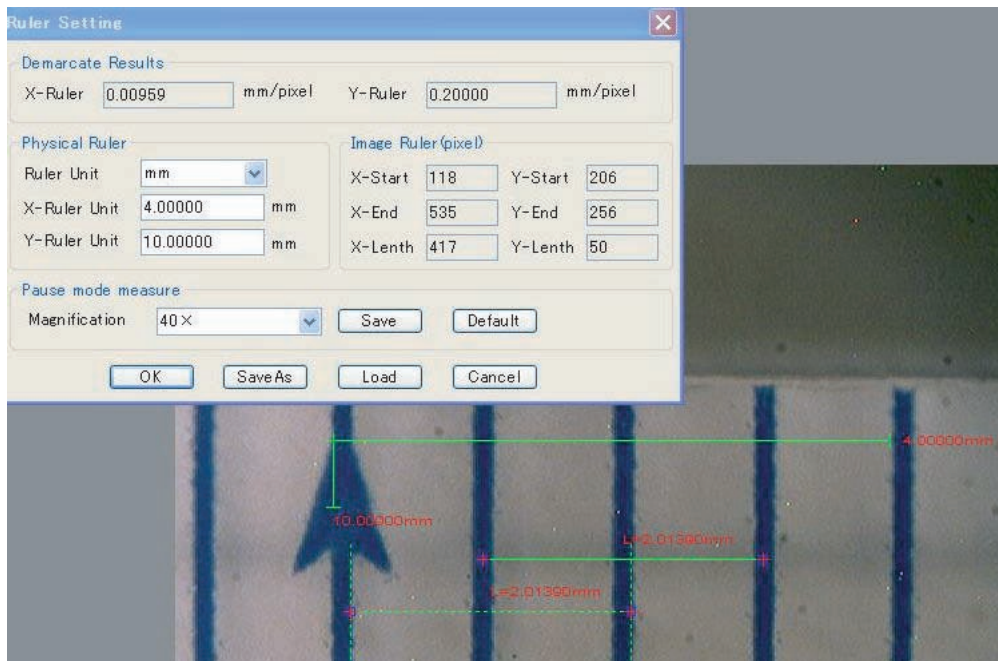 Ruler Setting
Demarcate Results
X-Ruler 0.00959 mm/pixel Y-Ruler 0.20000 mm/pixel
Physical Ruler
Ruler Unit mm
X-Ruler Unit 4.00000 mm
Y-Ruler Unit 10.00000 mm
Image Ruler(pixel)
X-Start 118 Y-Start 206
X-End 535 Y-End 256
X-Lenth 417 Y-Lenth 50
Pause mode measure
Magnification 40× Save Default
OK SaveAs Load Cancel
4.00000mm
10.00000mm
L=2.01390mm
L=2.01390mm